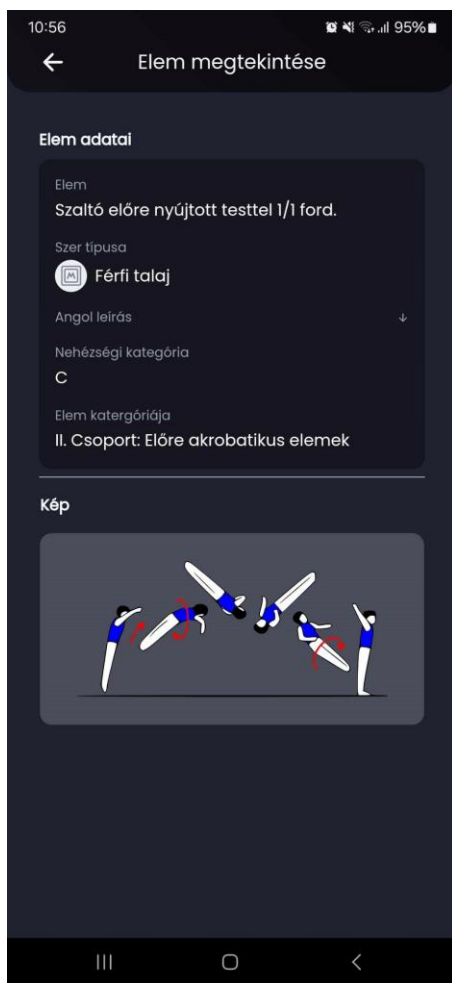 10:56
95%
Elem megtekintése
Elem adatai
Elem
Szaltó előre nyújtott testtel 1/1 ford.
Szer típusa
Férfi talaj
Angol leírás
Nehézségi kategória
C
Elem katergóriája
II. Csoport: Előre akrobatikus elemek
Kép